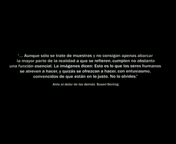 "... Aunque sólo se trate de muestras y no consigan apenas abarcar
la mayor parte de la realidad a que se refieren, cumplen no obstante
una función esencial. La imágenes dicen: Esto es lo que los seres humanos
se atreven a hacer, y quizás se ofrezcan a hacer, con entusiasmo,
convencidos de que están en lo justo. No lo olvides."
Ante el dolor de los demás. Susan Sontag.